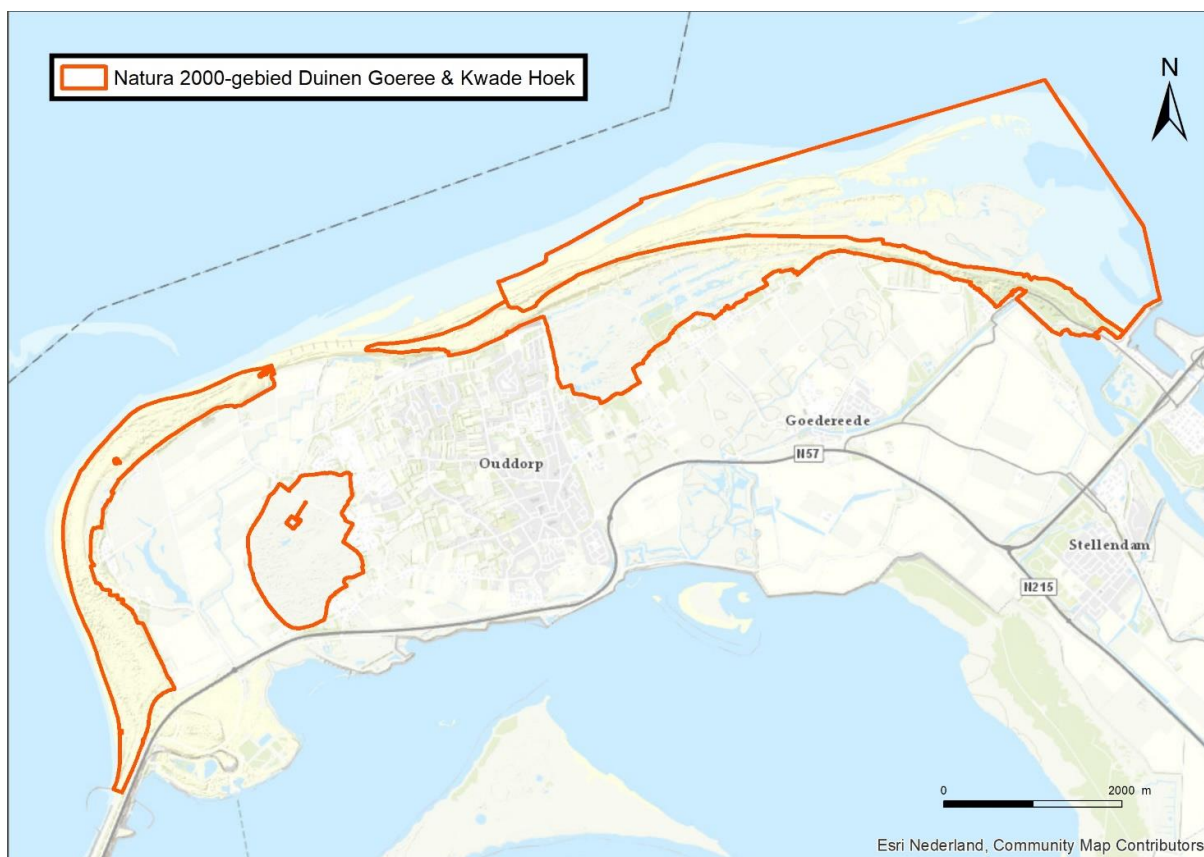 Natura 2000-gebied Duinen Goeree & Kwade Hoek
N
Goedereede
Ouddorp
N57
Stellendam
N215
0 2000 m
Esri Nederland, Community Map Contributors